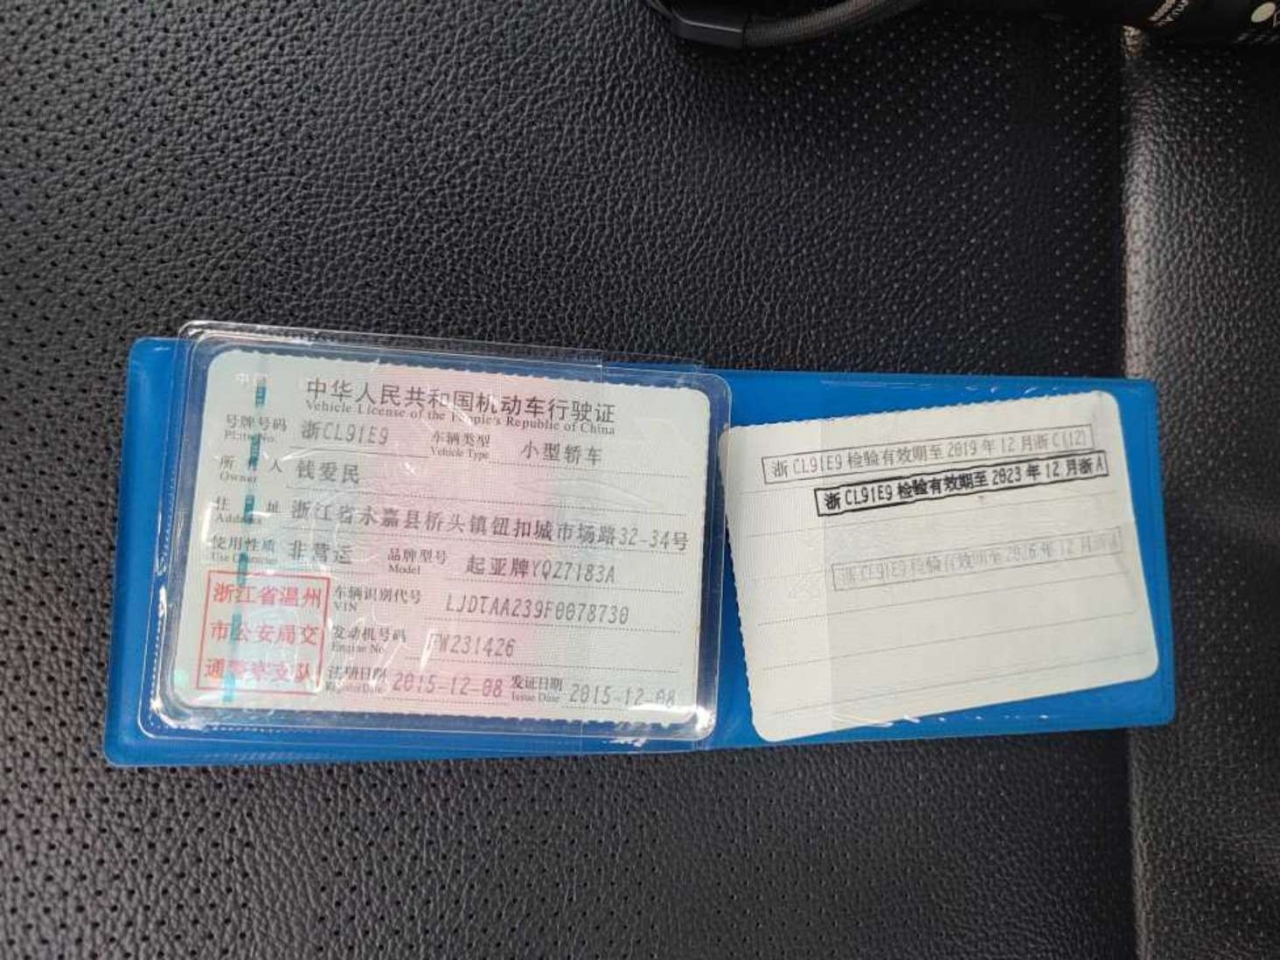 中华人民共和国机动车行驶证
Vehicle License of the People's Republic of China
号牌号码 浙CL91E9 车辆类型 小型轿车
Plate No. Vehicle Type
所有人 钱爱民
Owner
住址 浙江省永嘉县桥头镇钮扣城市场路32-34号
Address
使用性质 非营运 品牌型号 起亚牌YQZ7183A
Use Character Model
浙江省温州
市公安局交
通警察支队
车辆识别代号 LJDTAA239F0078730
VIN
发动机号码 FW231426
Engine No.
注册日期 2015-12-08 发证日期 2015-12-08
Register Date Issue Date
浙CL91E9检验有效期至2019年12月浙C(12)
浙CL91E9检验有效期至2023年12月浙A
浙CL91E9检验有效期至2016年12月浙A